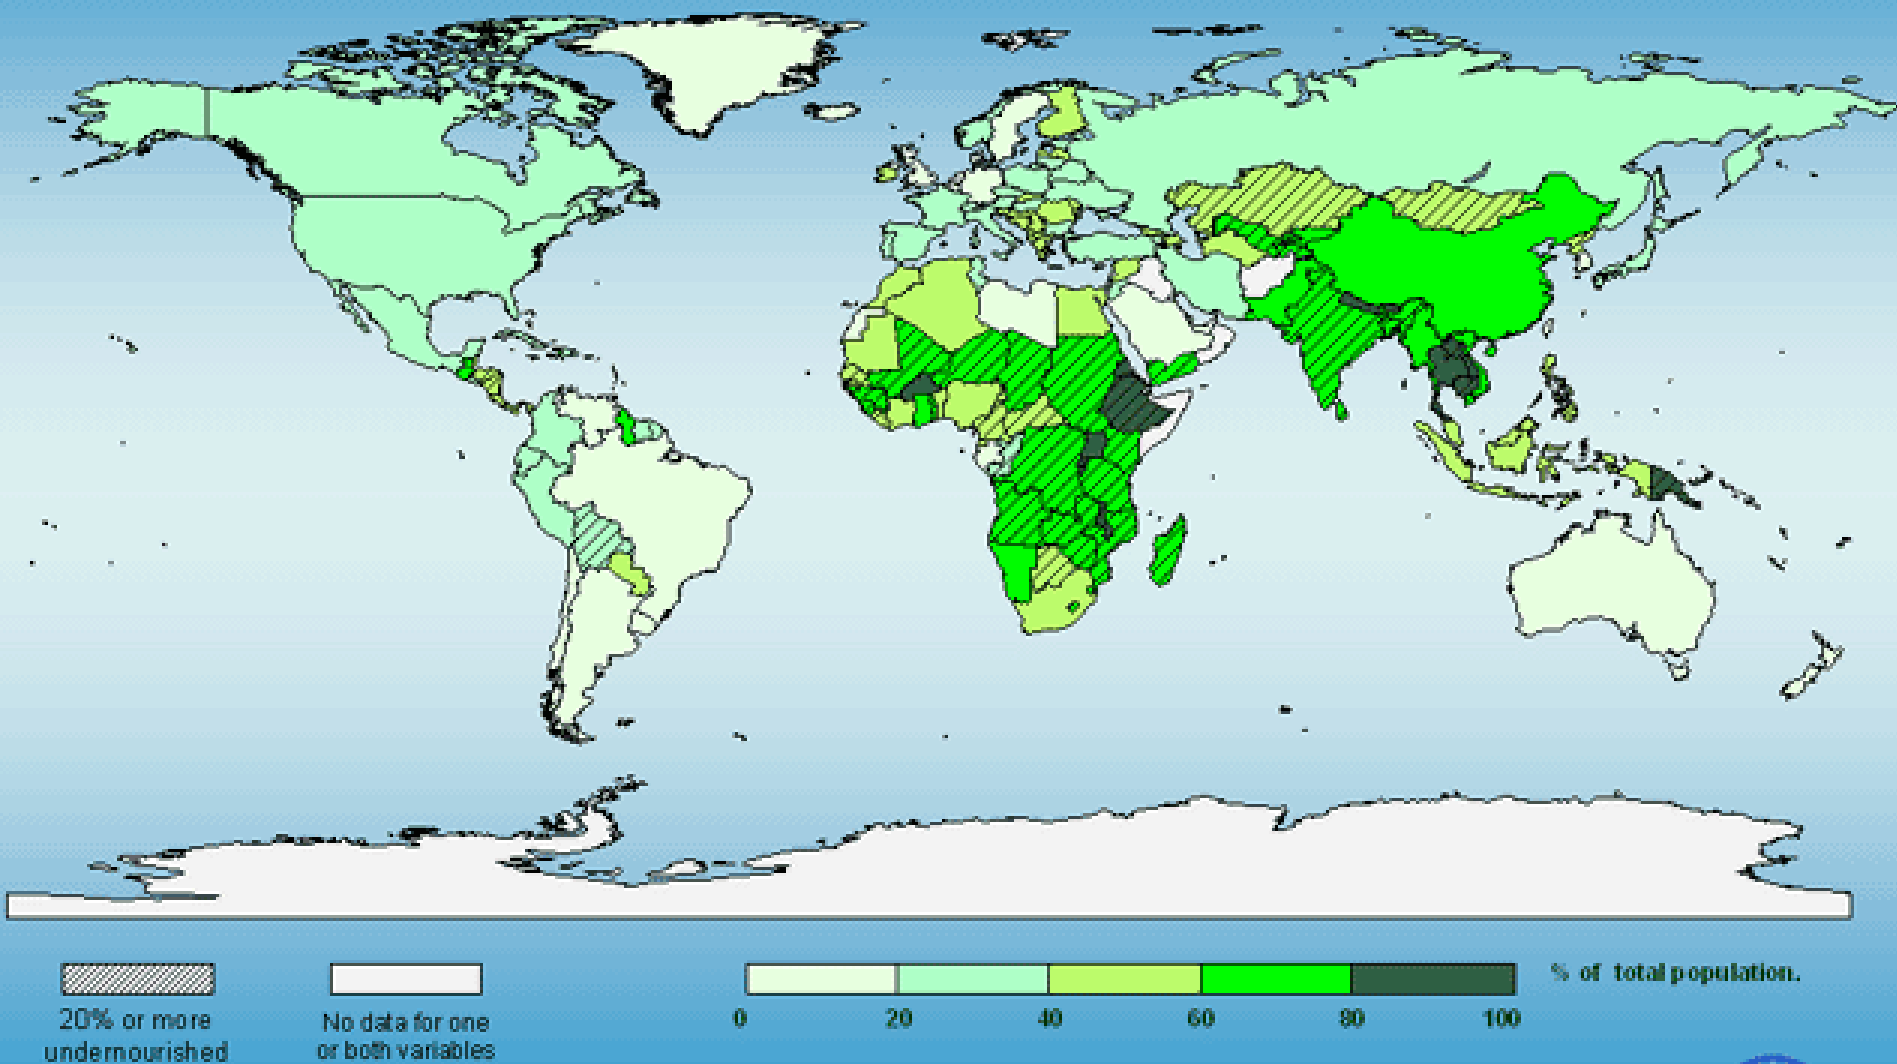 20% or more
undernourished
No data for one
or both variables
0 20 40 60 80 100
% of total population.